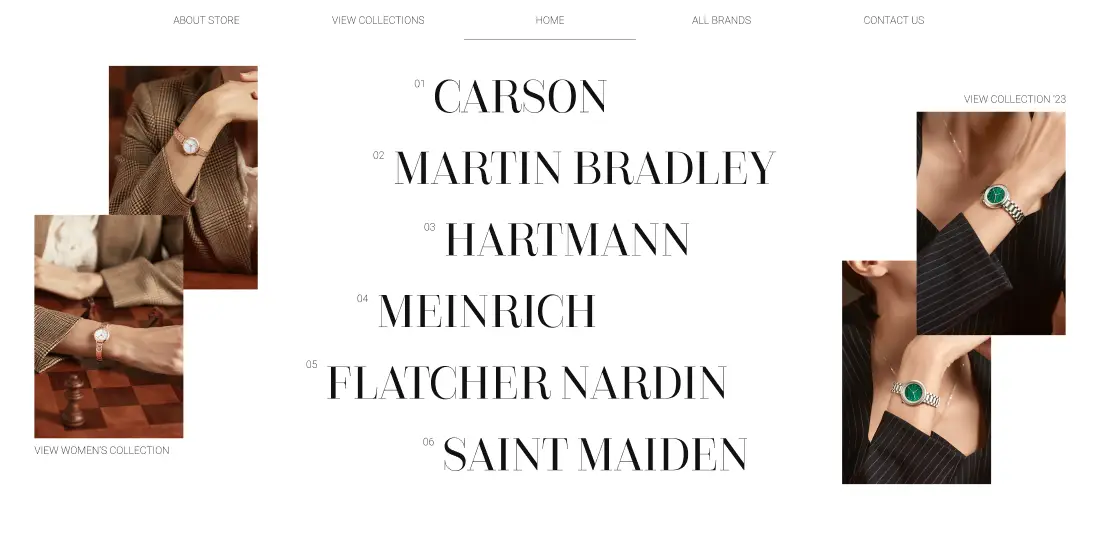 ABOUT STORE
VIEW COLLECTIONS
HOME
ALL BRANDS
CONTACT US
01 CARSON
VIEW COLLECTION '23
02 MARTIN BRADLEY
03 HARTMANN
04 MEINRICH
05 FLATCHER NARDIN
06 SAINT MAIDEN
VIEW WOMEN'S COLLECTION